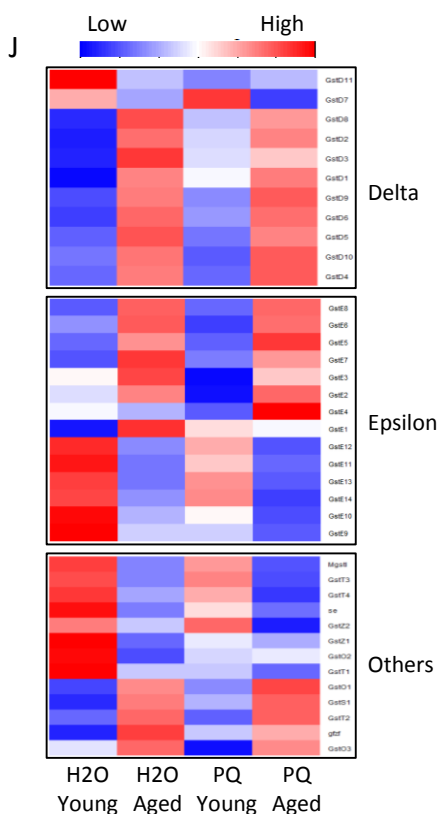 J
Low High
GstD11
GstD7
GstD8
GstD2
GstD3
GstD1
GstD9
GstD6
GstD5
GstD10
GstD4
Delta
GstE8
GstE6
GstE5
GstE7
GstE3
GstE2
GstE4
GstE1
GstE12
GstE11
GstE13
GstE14
GstE10
GstE9
Epsilon
Mgstl
GstT3
GstT4
se
GstZ2
GstZ1
GstO2
GstT1
GstO1
GstS1
GstT2
gfzf
GstO3
Others
H2O H2O PQ PQ
Young Aged Young Aged